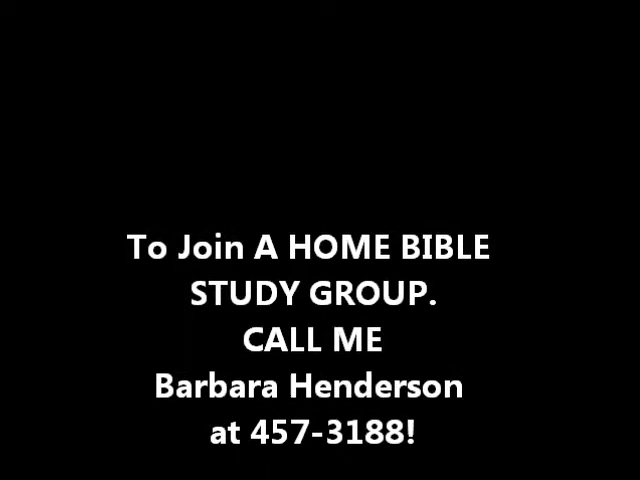 To Join A HOME BIBLE
STUDY GROUP.
CALL ME
Barbara Henderson
at 457-3188!